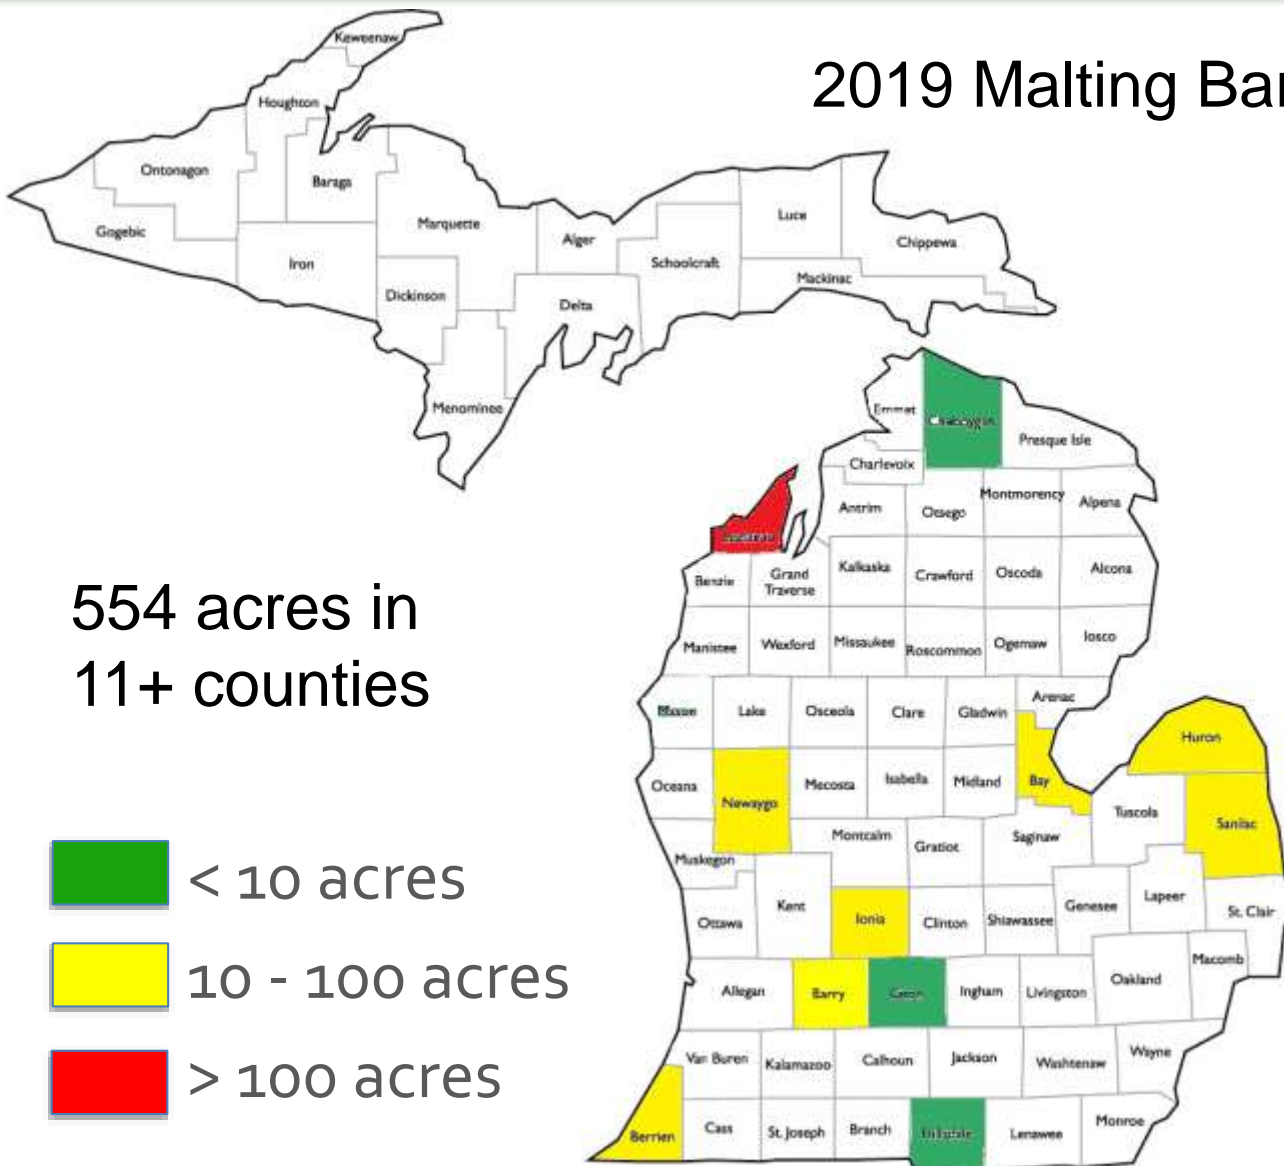 2019 Malting Bar
Keweenaw
Houghton
Ontonagon
Baraga
Gogebic
Marquette
Iron
Alger
Luce
Chippewa
Schoolcraft
Mackinac
Dickinson
Delta
Menominee
Emmet
Cheboygan
Presque Isle
Charlevoix
Antrim
Otsego
Montmorency
Alpena
Leelanau
Benzie
Grand
Traverse
Kalkaska
Crawford
Oscoda
Alcona
554 acres in
11+ counties
Manistee
Wexford
Missaukee
Roscommon
Ogemaw
Iosco
Mason
Lake
Osceola
Clare
Gladwin
Arenac
Huron
Oceana
Newaygo
Mecosta
Isabella
Midland
Bay
Tuscola
Sanilac
Muskegon
Montcalm
Gratiot
Saginaw
< 10 acres
Ottawa
Kent
Ionia
Clinton
Shiawassee
Genesee
Lapeer
St. Clair
10 - 100 acres
Allegan
Barry
Eaton
Ingham
Livingston
Oakland
Macomb
> 100 acres
Van Buren
Kalamazoo
Calhoun
Jackson
Washtenaw
Wayne
Berrien
Cass
St. Joseph
Branch
Hillsdale
Lenawee
Monroe